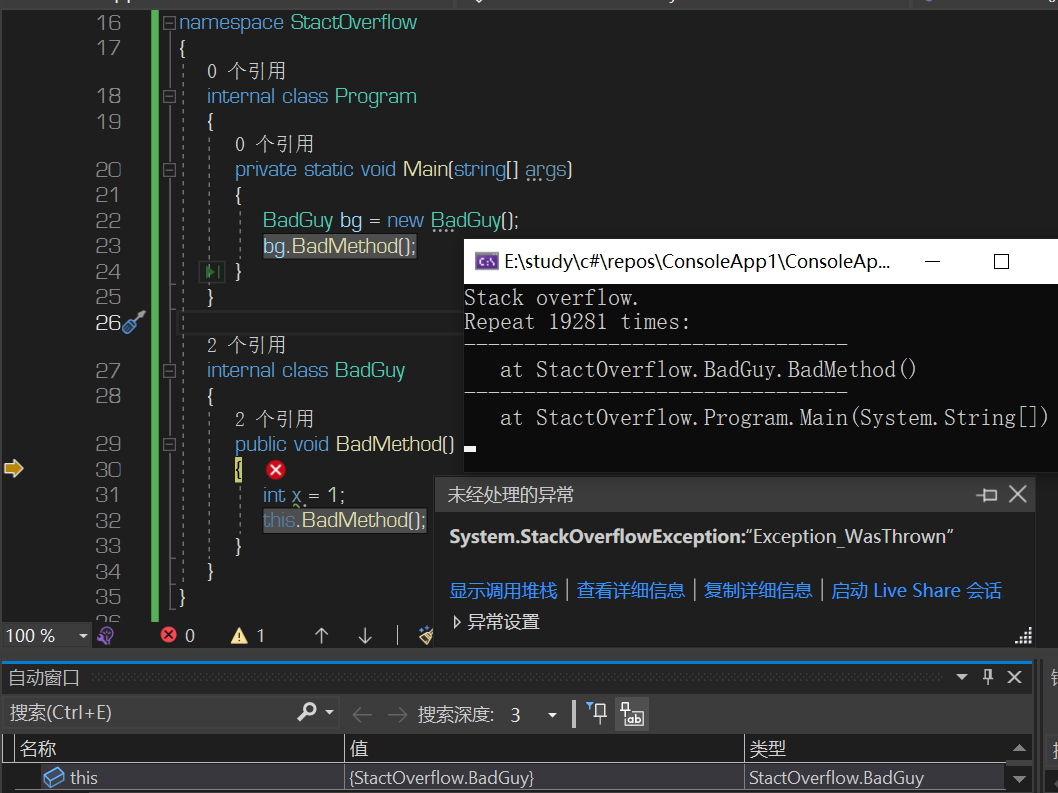 16 namespace StactOverflow
17 {
0 个引用
18 internal class Program
19 {
0 个引用
20 private static void Main(string[] args)
21 {
22 BadGuy bg = new BadGuy();
23 bg.BadMethod();
24 }
25 }
26
2 个引用
27 internal class BadGuy
28 {
2 个引用
29 public void BadMethod()
30 {
31 int x = 1;
32 this.BadMethod();
33 }
34 }
35 }
E:\study\c#\repos\ConsoleApp1\ConsoleAp...
Stack overflow.
Repeat 19281 times:
--------------------------------
at StactOverflow.BadGuy.BadMethod()
--------------------------------
at StactOverflow.Program.Main(System.String[])
未经处理的异常
System.StackOverflowException:“Exception_WasThrown”
显示调用堆栈 | 查看详细信息 | 复制详细信息 | 启动 Live Share 会话
异常设置
100 % 0 1
自动窗口
搜索(Ctrl+E) 搜索深度: 3
名称 值 类型
this {StactOverflow.BadGuy} StactOverflow.BadGuy